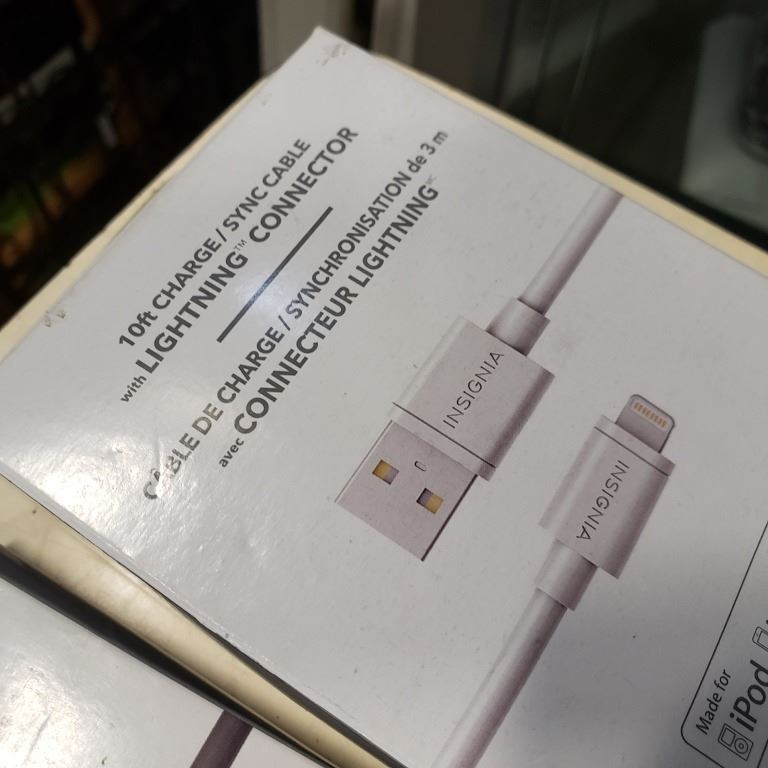 10ft CHARGE / SYNC CABLE
with LIGHTNING™ CONNECTOR
CÂBLE DE CHARGE / SYNCHRONISATION de 3 m
avec CONNECTEUR LIGHTNING
INSIGNIA
INSIGNIA
Made for
iPod